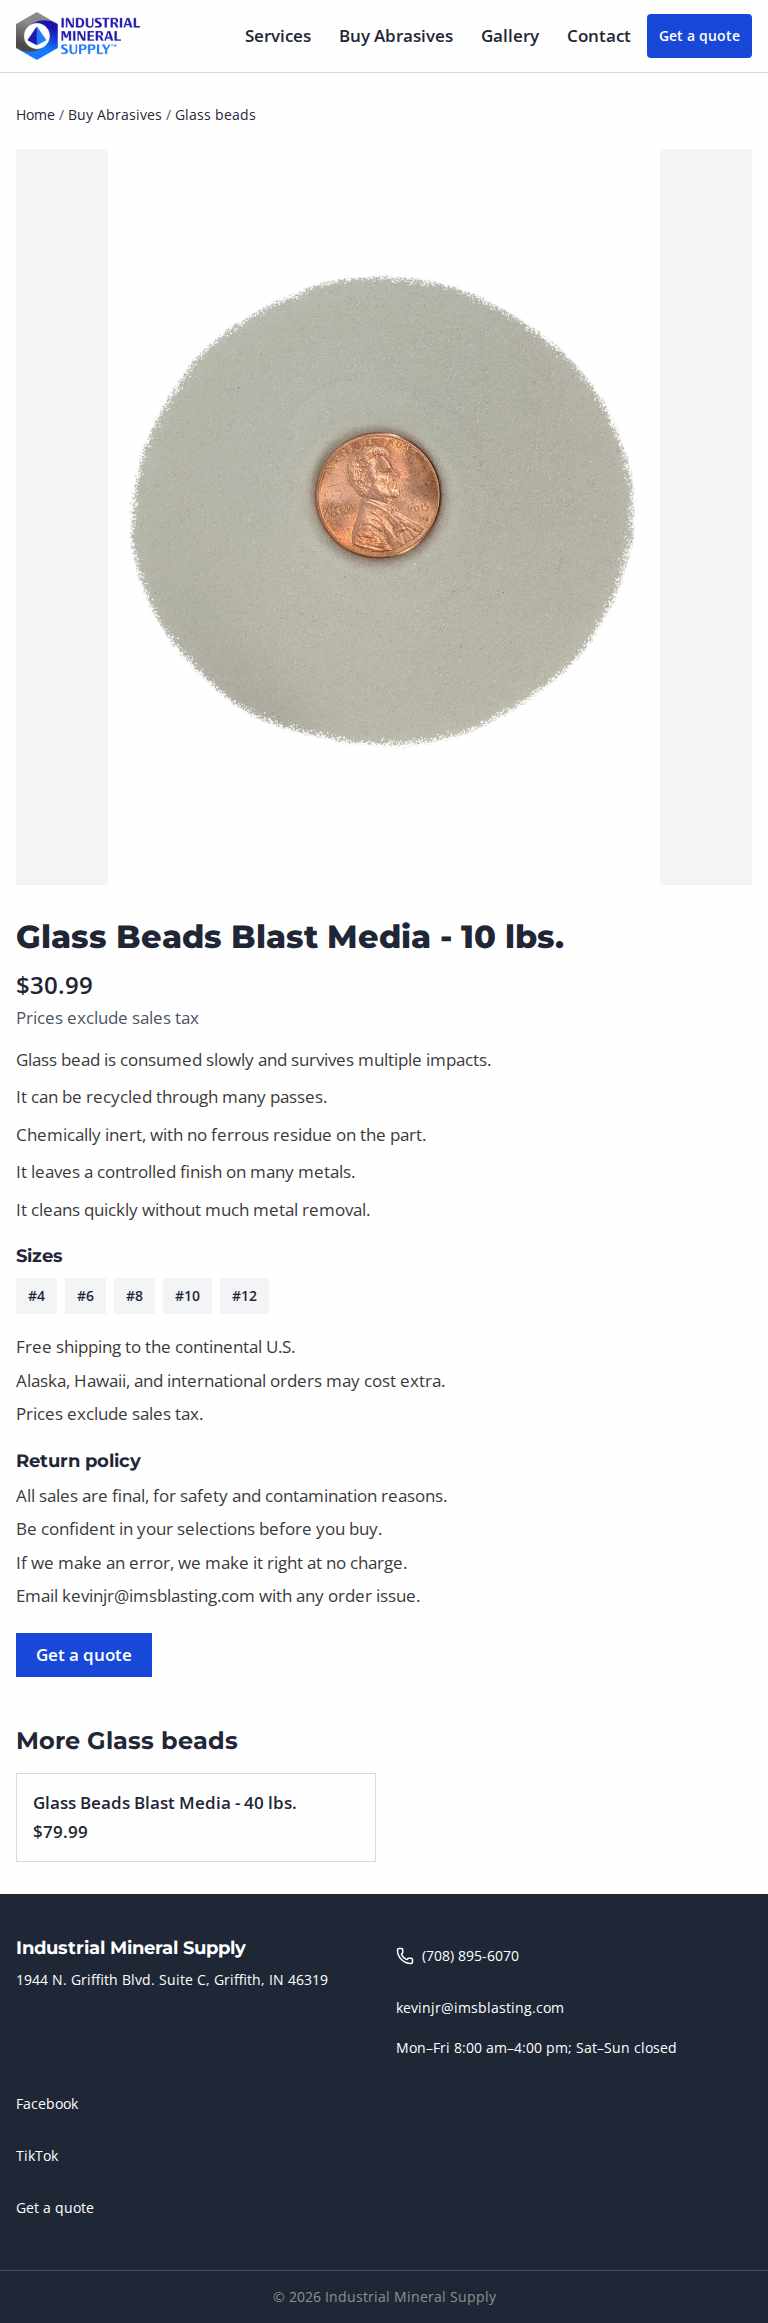 INDUSTRIAL
MINERAL
SUPPLY™
Services
Buy Abrasives
Gallery
Contact
Get a quote
Home / Buy Abrasives / Glass beads
Glass Beads Blast Media - 10 lbs.
$30.99
Prices exclude sales tax
Glass bead is consumed slowly and survives multiple impacts.
It can be recycled through many passes.
Chemically inert, with no ferrous residue on the part.
It leaves a controlled finish on many metals.
It cleans quickly without much metal removal.
Sizes
#4 #6 #8 #10 #12
Free shipping to the continental U.S.
Alaska, Hawaii, and international orders may cost extra.
Prices exclude sales tax.
Return policy
All sales are final, for safety and contamination reasons.
Be confident in your selections before you buy.
If we make an error, we make it right at no charge.
Email kevinjr@imsblasting.com with any order issue.
Get a quote
More Glass beads
Glass Beads Blast Media - 40 lbs.
$79.99
Industrial Mineral Supply
1944 N. Griffith Blvd. Suite C, Griffith, IN 46319
(708) 895-6070
kevinjr@imsblasting.com
Mon–Fri 8:00 am–4:00 pm; Sat–Sun closed
Facebook
TikTok
Get a quote
© 2026 Industrial Mineral Supply